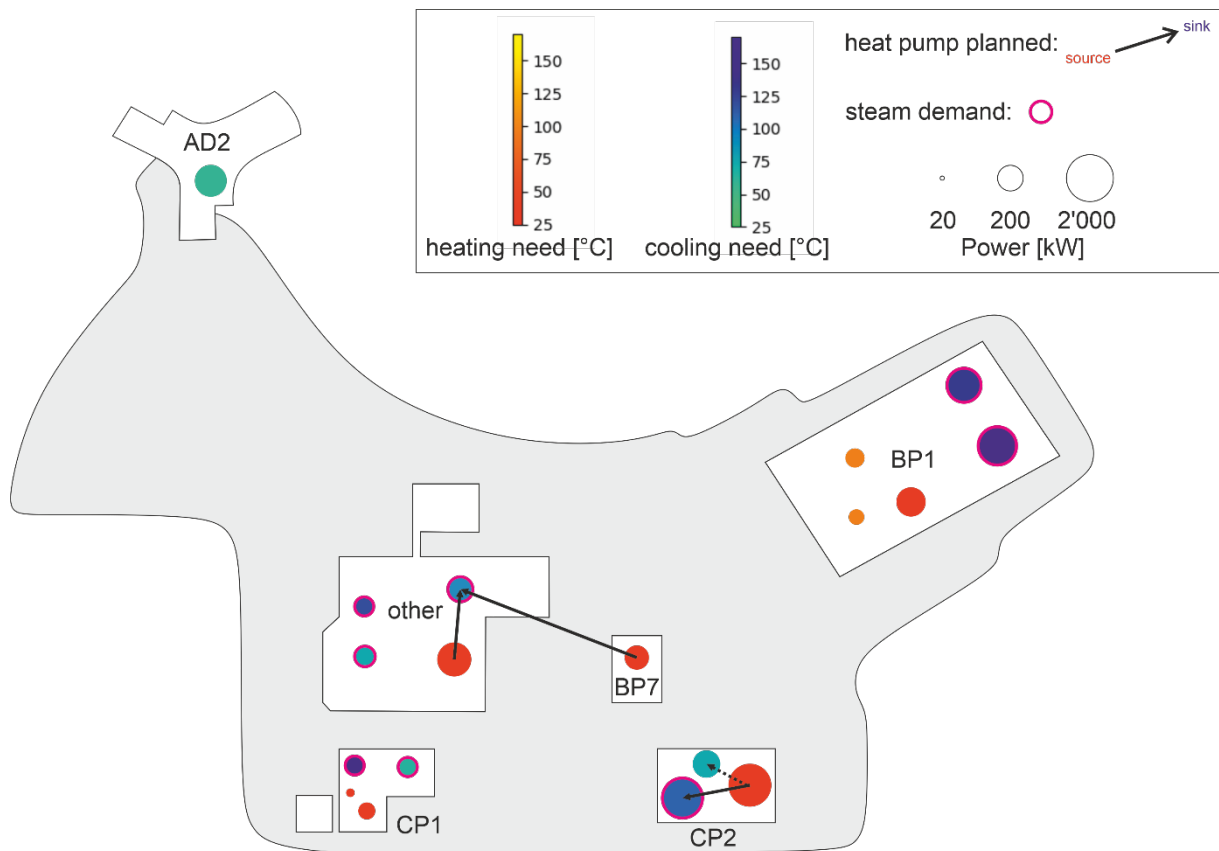 AD2
150
125
100
75
50
25
heating need [°C]
150
125
100
75
50
25
cooling need [°C]
heat pump planned:
source
sink
steam demand:
20 200 2'000
Power [kW]
BP1
other
BP7
CP1
CP2